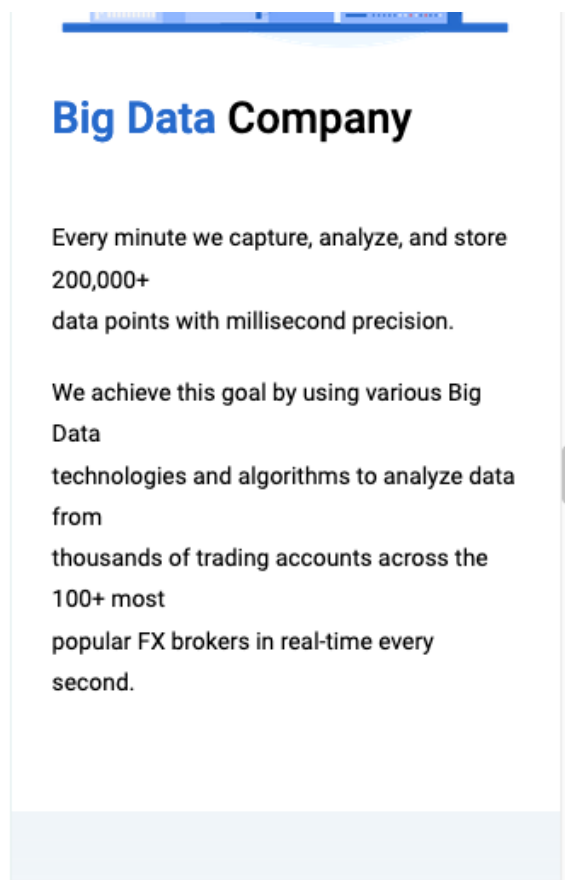 Big Data Company
Every minute we capture, analyze, and store
200,000+
data points with millisecond precision.
We achieve this goal by using various Big
Data
technologies and algorithms to analyze data
from
thousands of trading accounts across the
100+ most
popular FX brokers in real-time every
second.